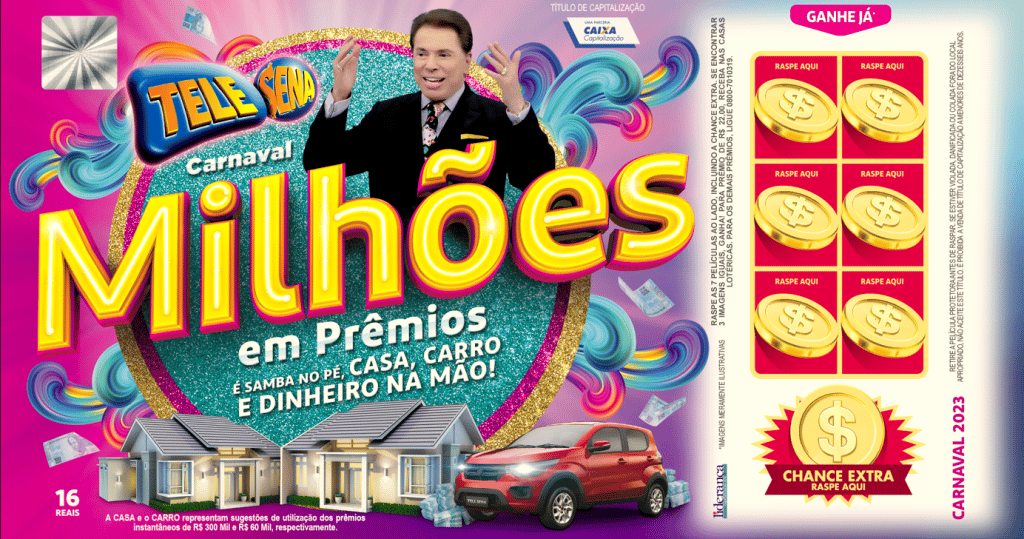 TÍTULO DE CAPITALIZAÇÃO
UMA PARCERIA
CAIXA
Capitalização
TELE SENA
Carnaval
Milhões
em Prêmios
É SAMBA NO PÉ, CASA, CARRO
E DINHEIRO NA MÃO!
16
REAIS
A CASA e o CARRO representam sugestões de utilização dos prêmios
instantâneos de R$ 300 Mil e R$ 60 Mil, respectivamente.
TELE SENA
*IMAGENS MERAMENTE ILUSTRATIVAS
liderança
RASPE AS 7 PELÍCULAS AO LADO, INCLUINDO A CHANCE EXTRA. SE ENCONTRAR
3 IMAGENS IGUAIS, GANHA! PARA PRÊMIO DE R$ 22,00, RECEBA NAS CASAS
LOTÉRICAS. PARA OS DEMAIS PRÊMIOS, LIGUE 0800-7010319.
GANHE JÁ*
RASPE AQUI
RASPE AQUI
RASPE AQUI
RASPE AQUI
RASPE AQUI
RASPE AQUI
CHANCE EXTRA
RASPE AQUI
RETIRE A PELÍCULA PROTETORA ANTES DE RASPAR. SE ESTIVER VIOLADA, DANIFICADA OU COLADA FORA DO LOCAL
APROPRIADO, NÃO ACEITE ESTE TÍTULO. É PROIBIDA A VENDA DE TÍTULO DE CAPITALIZAÇÃO A MENORES DE DEZESSEIS ANOS.
CARNAVAL 2023